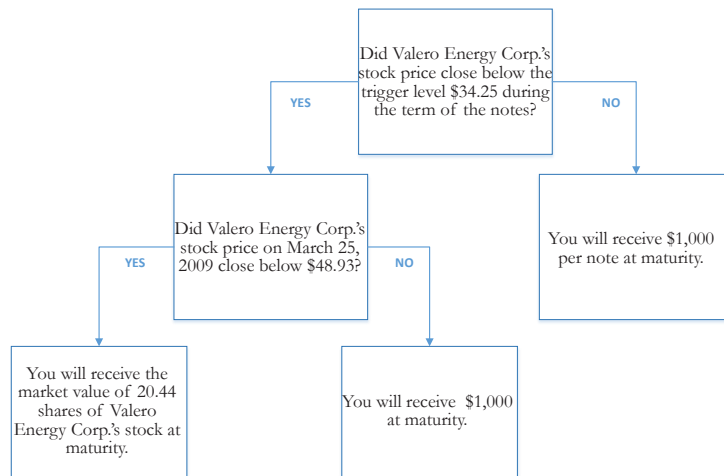 Did Valero Energy Corp.'s
stock price close below the
trigger level $34.25 during
the term of the notes?
YES
NO
Did Valero Energy Corp.'s
stock price on March 25,
2009 close below $48.93?
You will receive $1,000
per note at maturity.
YES
NO
You will receive the
market value of 20.44
shares of Valero
Energy Corp.'s stock at
maturity.
You will receive $1,000
at maturity.